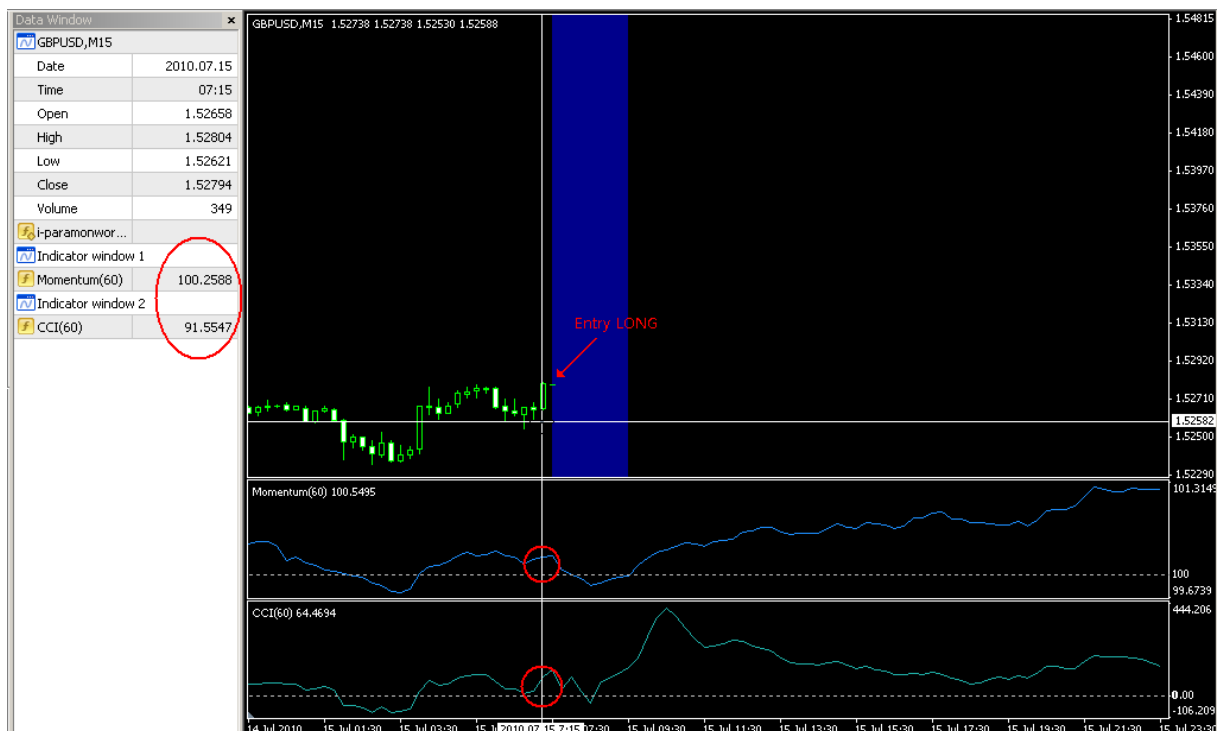 Data Window
GBPUSD,M15
Date 2010.07.15
Time 07:15
Open 1.52658
High 1.52804
Low 1.52621
Close 1.52794
Volume 349
i-paramonwor...
Indicator window 1
Momentum(60) 100.2588
Indicator window 2
CCI(60) 91.5547
GBPUSD,M15 1.52738 1.52738 1.52530 1.52588
Entry LONG
1.54815
1.54600
1.54390
1.54180
1.53970
1.53760
1.53550
1.53340
1.53130
1.52920
1.52710
1.52582
1.52500
1.52290
Momentum(60) 100.5495
101.3149
100
99.6739
CCI(60) 64.4694
444.206
0.00
-106.209
14 Jul 2010 15 Jul 01:30 15 Jul 03:30 15 J 2010.07.15 7:15 07:30 15 Jul 09:30 15 Jul 11:30 15 Jul 13:30 15 Jul 15:30 15 Jul 17:30 15 Jul 19:30 15 Jul 21:30 15 Jul 23:30